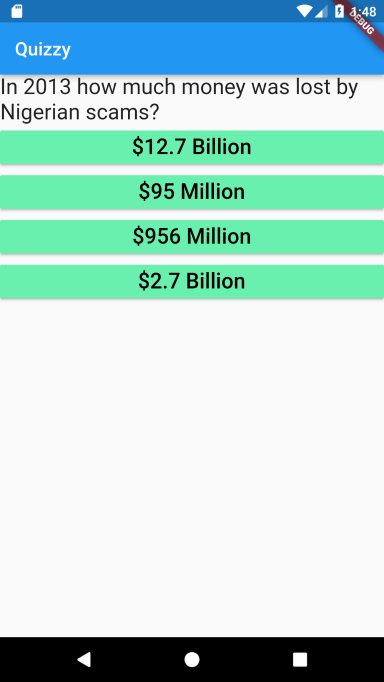 1:48
DEBUG
Quizzy
In 2013 how much money was lost by
Nigerian scams?
$12.7 Billion
$95 Million
$956 Million
$2.7 Billion